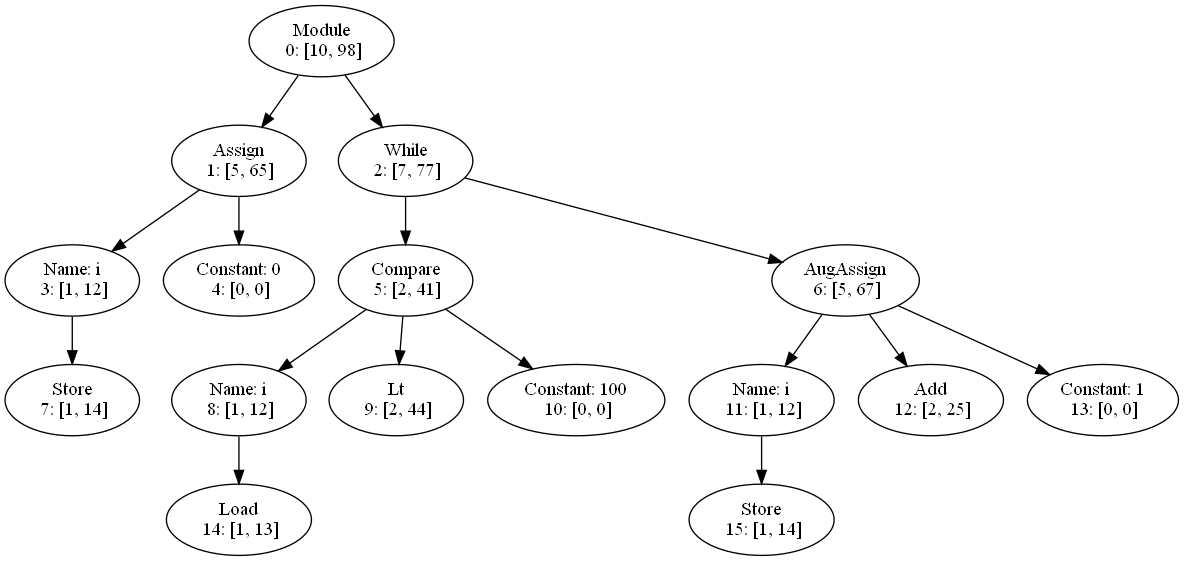 Module
0: [10, 98]
Assign
1: [5, 65]
While
2: [7, 77]
Name: i
3: [1, 12]
Constant: 0
4: [0, 0]
Compare
5: [2, 41]
AugAssign
6: [5, 67]
Store
7: [1, 14]
Name: i
8: [1, 12]
Lt
9: [2, 44]
Constant: 100
10: [0, 0]
Name: i
11: [1, 12]
Add
12: [2, 25]
Constant: 1
13: [0, 0]
Load
14: [1, 13]
Store
15: [1, 14]